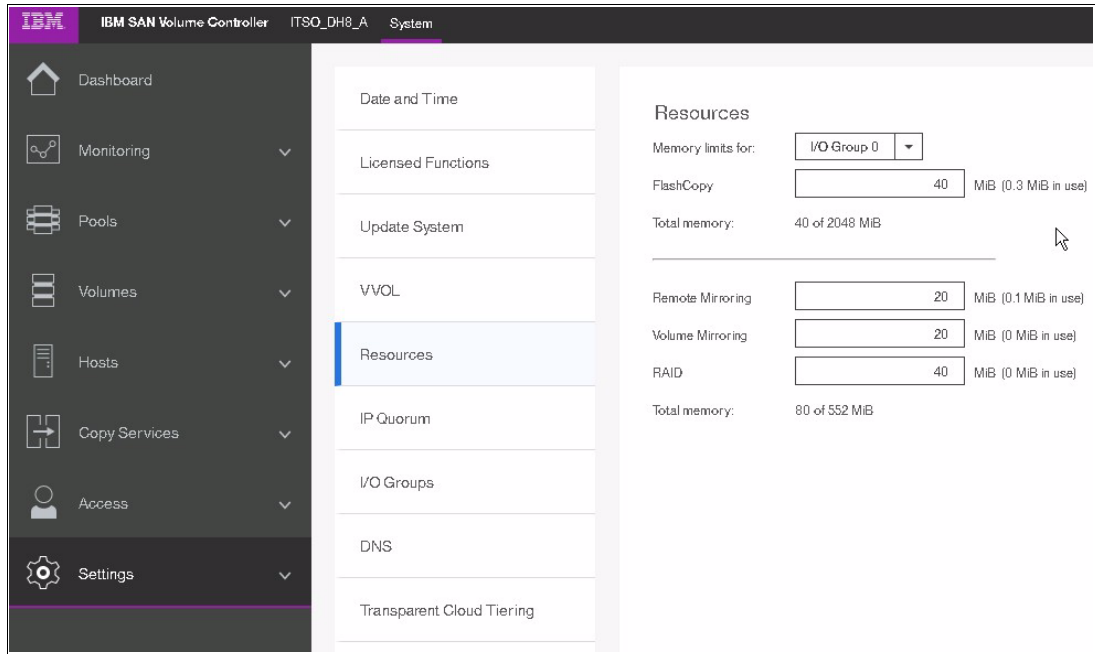 IBM IBM SAN Volume Controller ITSO_DH8_A System
Dashboard
Monitoring
Pools
Volumes
Hosts
Copy Services
Access
Settings
Date and Time
Licensed Functions
Update System
VVOL
Resources
IP Quorum
I/O Groups
DNS
Transparent Cloud Tiering
Resources
Memory limits for: I/O Group 0
FlashCopy 40 MiB (0.3 MiB in use)
Total memory: 40 of 2048 MiB
Remote Mirroring 20 MiB (0.1 MiB in use)
Volume Mirroring 20 MiB (0 MiB in use)
RAID 40 MiB (0 MiB in use)
Total memory: 80 of 552 MiB